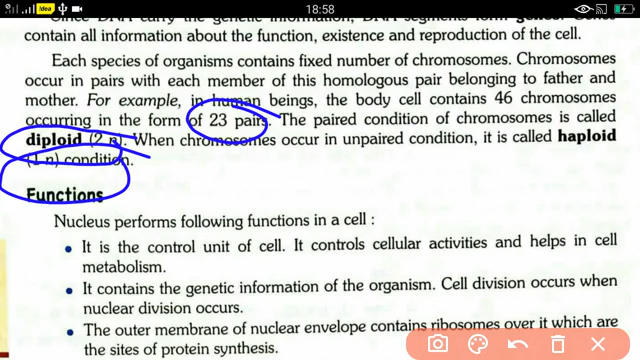 Idea
18:58
contain all information about the function, existence and reproduction of the cell.
Each species of organisms contains fixed number of chromosomes. Chromosomes
occur in pairs with each member of this homologous pair belonging to father and
mother. For example, in human beings, the body cell contains 46 chromosomes
occurring in the form of 23 pairs. The paired condition of chromosomes is called
diploid (2 n). When chromosomes occur in unpaired condition, it is called haploid
(1 n) condition.
Functions
Nucleus performs following functions in a cell :
• It is the control unit of cell. It controls cellular activities and helps in cell
metabolism.
• It contains the genetic information of the organism. Cell division occurs when
nuclear division occurs.
• The outer membrane of nuclear envelope contains ribosomes over it which are
the sites of protein synthesis.